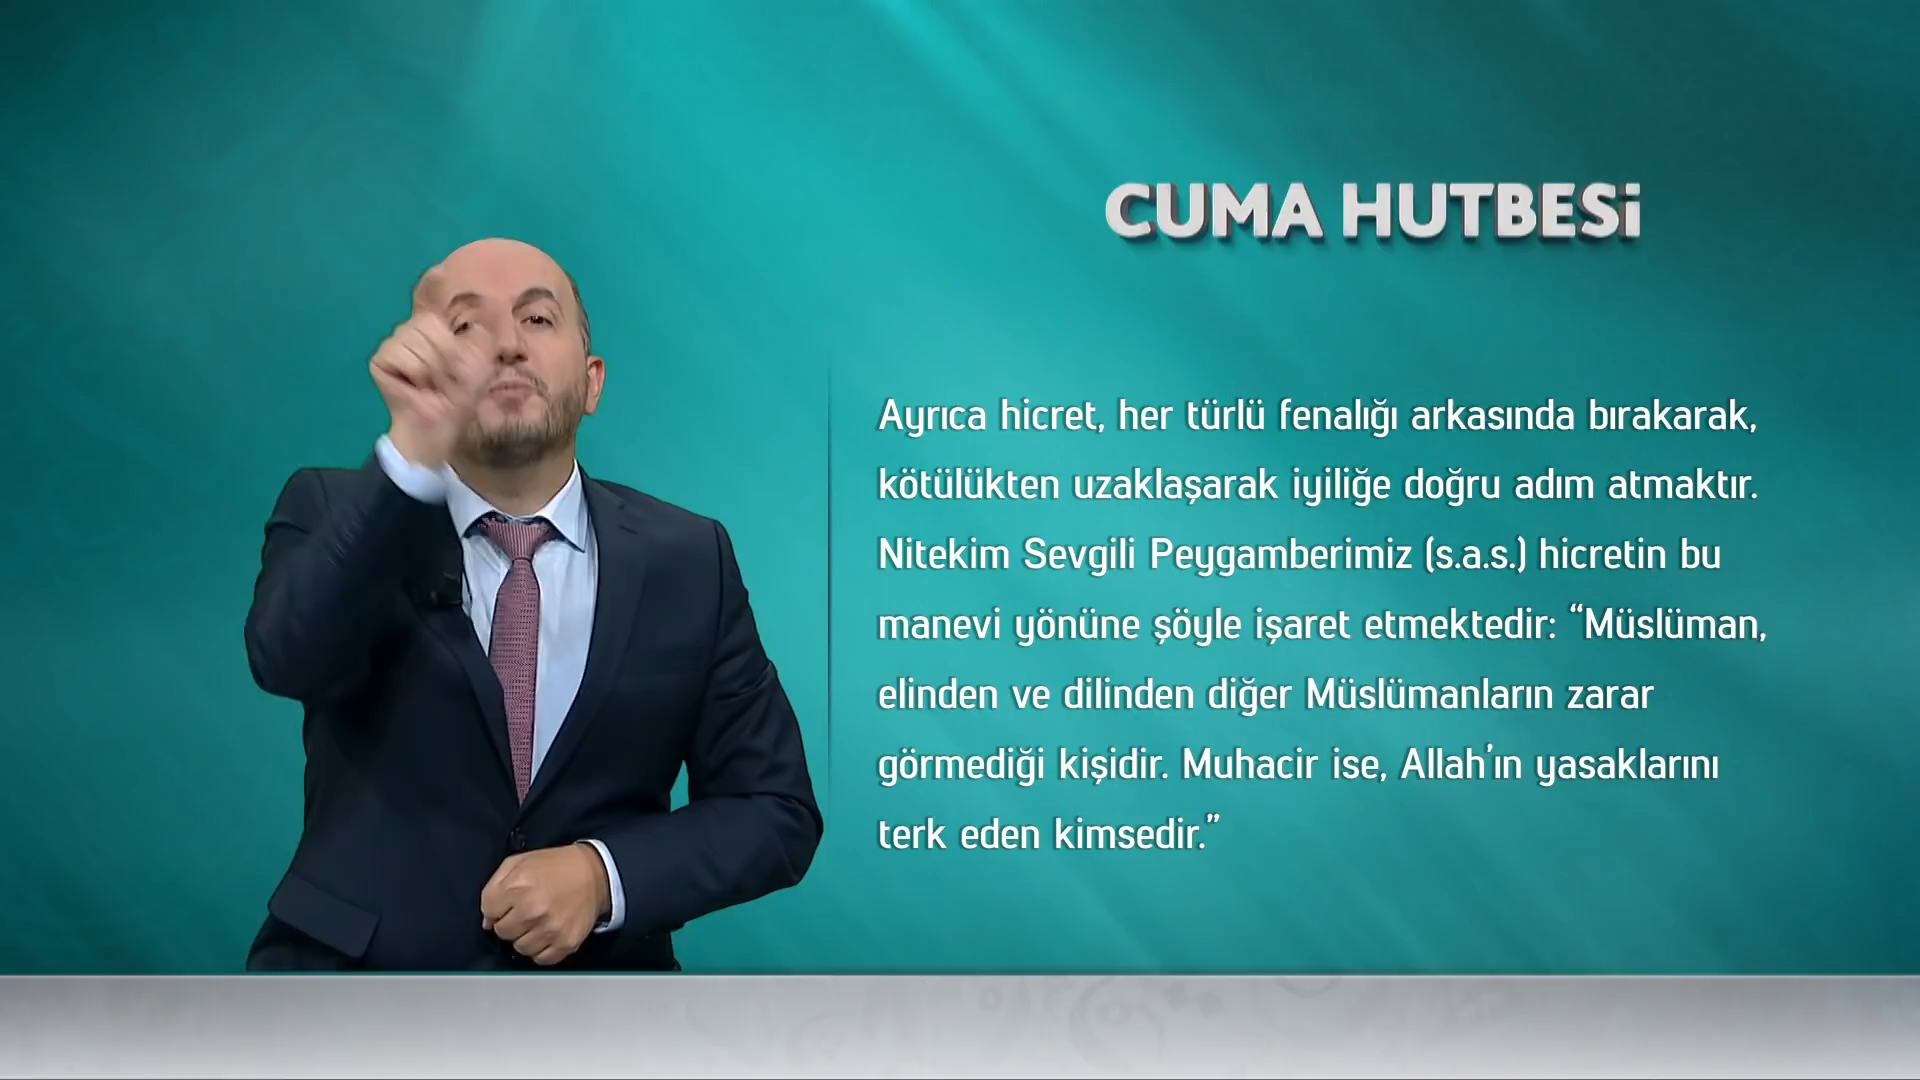 CUMA HUTBESİ
Ayrıca hicret, her türlü fenalığı arkasında bırakarak,
kötülükten uzaklaşarak iyiliğe doğru adım atmaktır.
Nitekim Sevgili Peygamberimiz (s.a.s.) hicretin bu
manevi yönüne şöyle işaret etmektedir: “Müslüman,
elinden ve dilinden diğer Müslümanların zarar
görmediği kişidir. Muhacir ise, Allah’ın yasaklarını
terk eden kimsedir.”